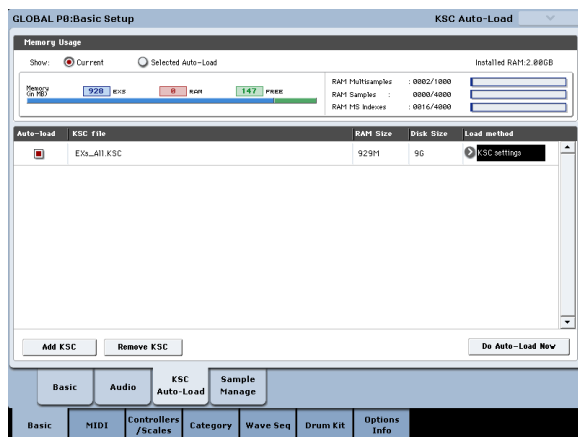 GLOBAL P0:Basic Setup KSC Auto-Load
Memory Usage
Show: Current Selected Auto-Load Installed RAM:2.00GB
Memory (in MB) 928 EXS 0 RAM 147 FREE
RAM Multisamples : 0002/1000
RAM Samples : 0000/4000
RAM MS Indexes : 0016/4000
Auto-load KSC file RAM Size Disk Size Load method
EXs_All.KSC 929M 9G KSC settings
Add KSC Remove KSC Do Auto-Load Now
Basic Audio KSC Auto-Load Sample Manage
Basic MIDI Controllers /Scales Category Wave Seq Drum Kit Options Info